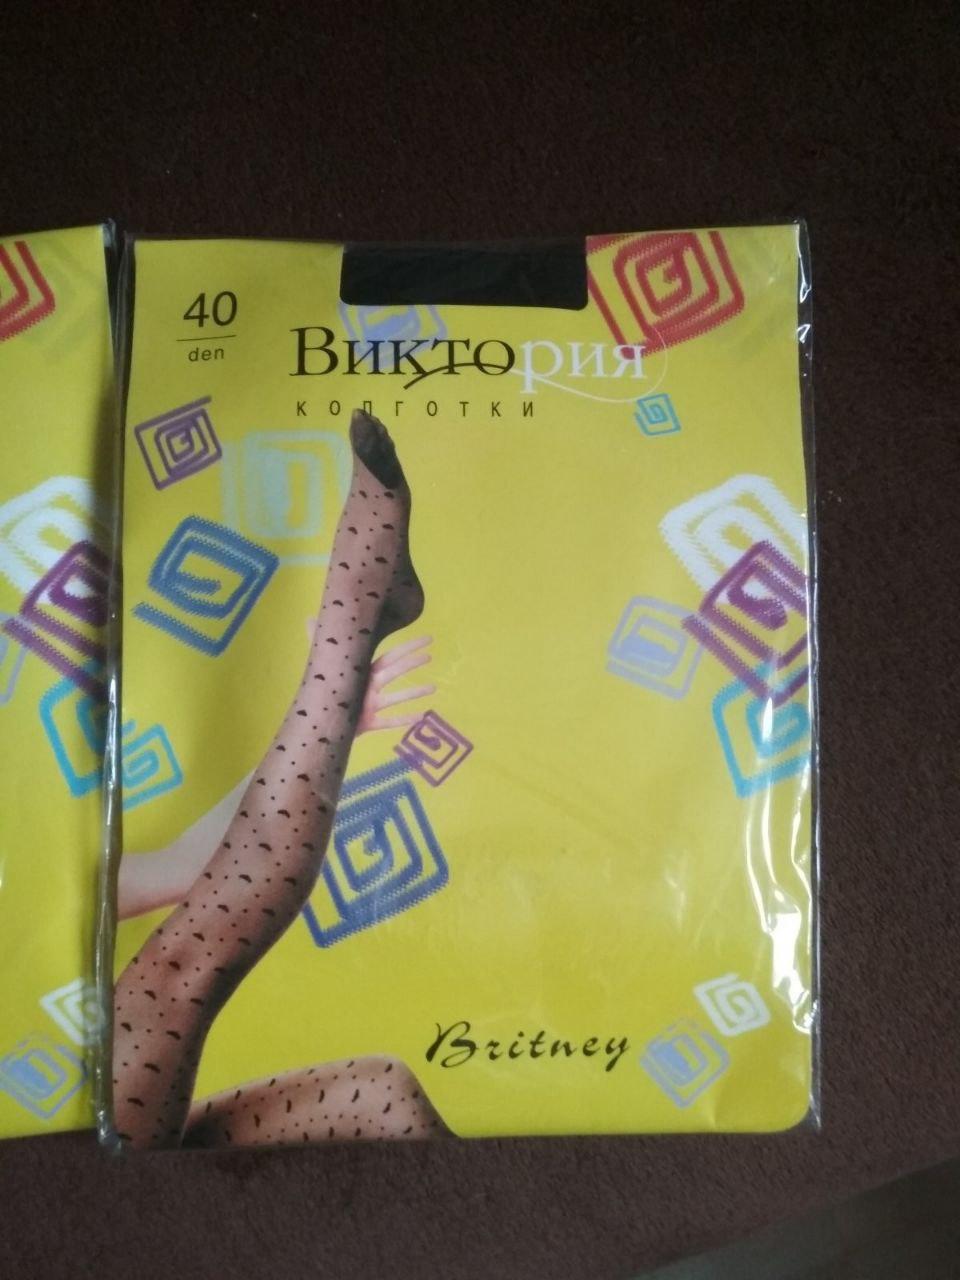 40
den
Виктория
колготки
Britney